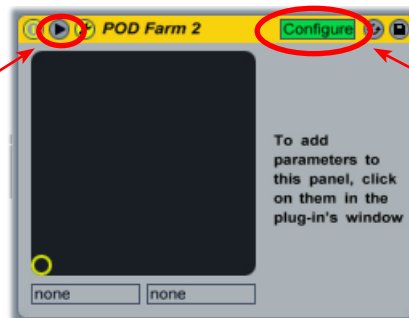 POD Farm 2
Configure
To add
parameters to
this panel, click
on them in the
plug-in's window
none
none